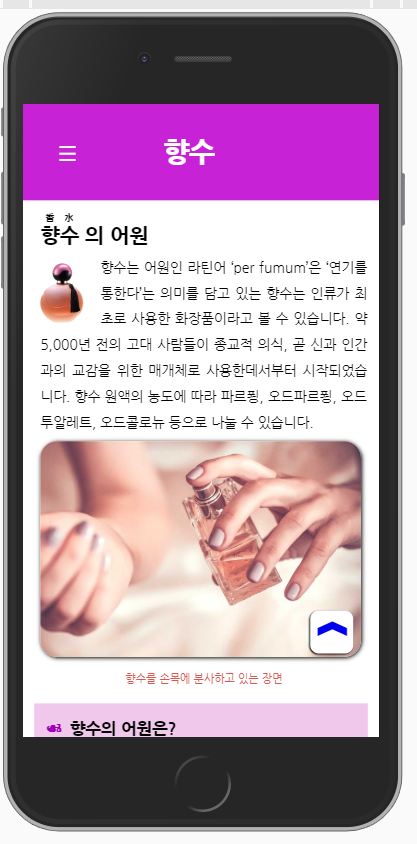 향수
香 水
향수 의 어원
향수는 어원인 라틴어 ‘per fumum’은 ‘연기를
통한다’는 의미를 담고 있는 향수는 인류가 최
초로 사용한 화장품이라고 볼 수 있습니다. 약
5,000년 전의 고대 사람들이 종교적 의식, 곧 신과 인간
과의 교감을 위한 매개체로 사용한데서부터 시작되었습
니다. 향수 원액의 농도에 따라 파르푕, 오드파르푕, 오드
투알레트, 오드콜로뉴 등으로 나눌 수 있습니다.
향수를 손목에 분사하고 있는 장면
향수의 어원은?